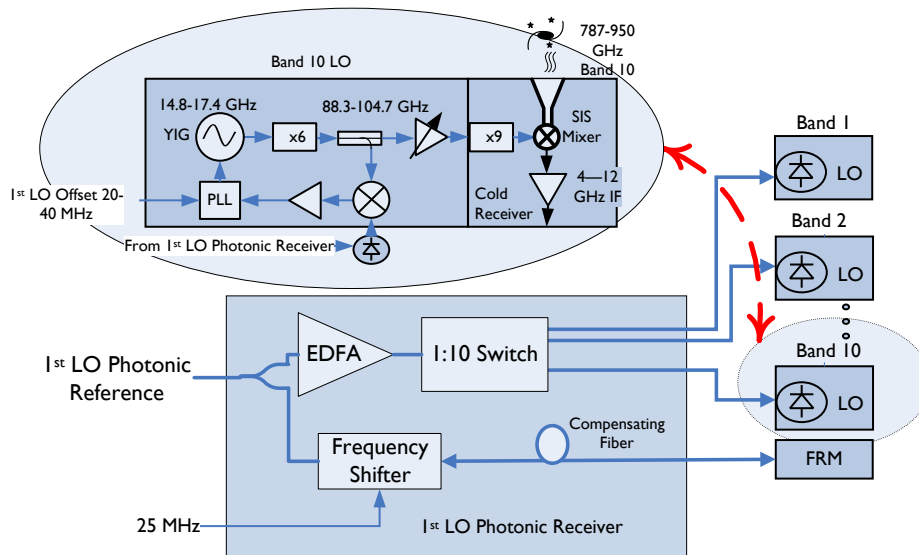 787-950
GHz
Band 10
Band 10 LO
14.8-17.4 GHz
88.3-104.7 GHz
YIG
x6
x9
SIS
Mixer
1st LO Offset 20-
40 MHz
PLL
Cold
Receiver
4—12
GHz IF
From 1st LO Photonic Receiver
Band 1
LO
Band 2
LO
Band 10
LO
EDFA
1:10 Switch
1st LO Photonic
Reference
Compensating
Fiber
Frequency
Shifter
FRM
25 MHz
1st LO Photonic Receiver